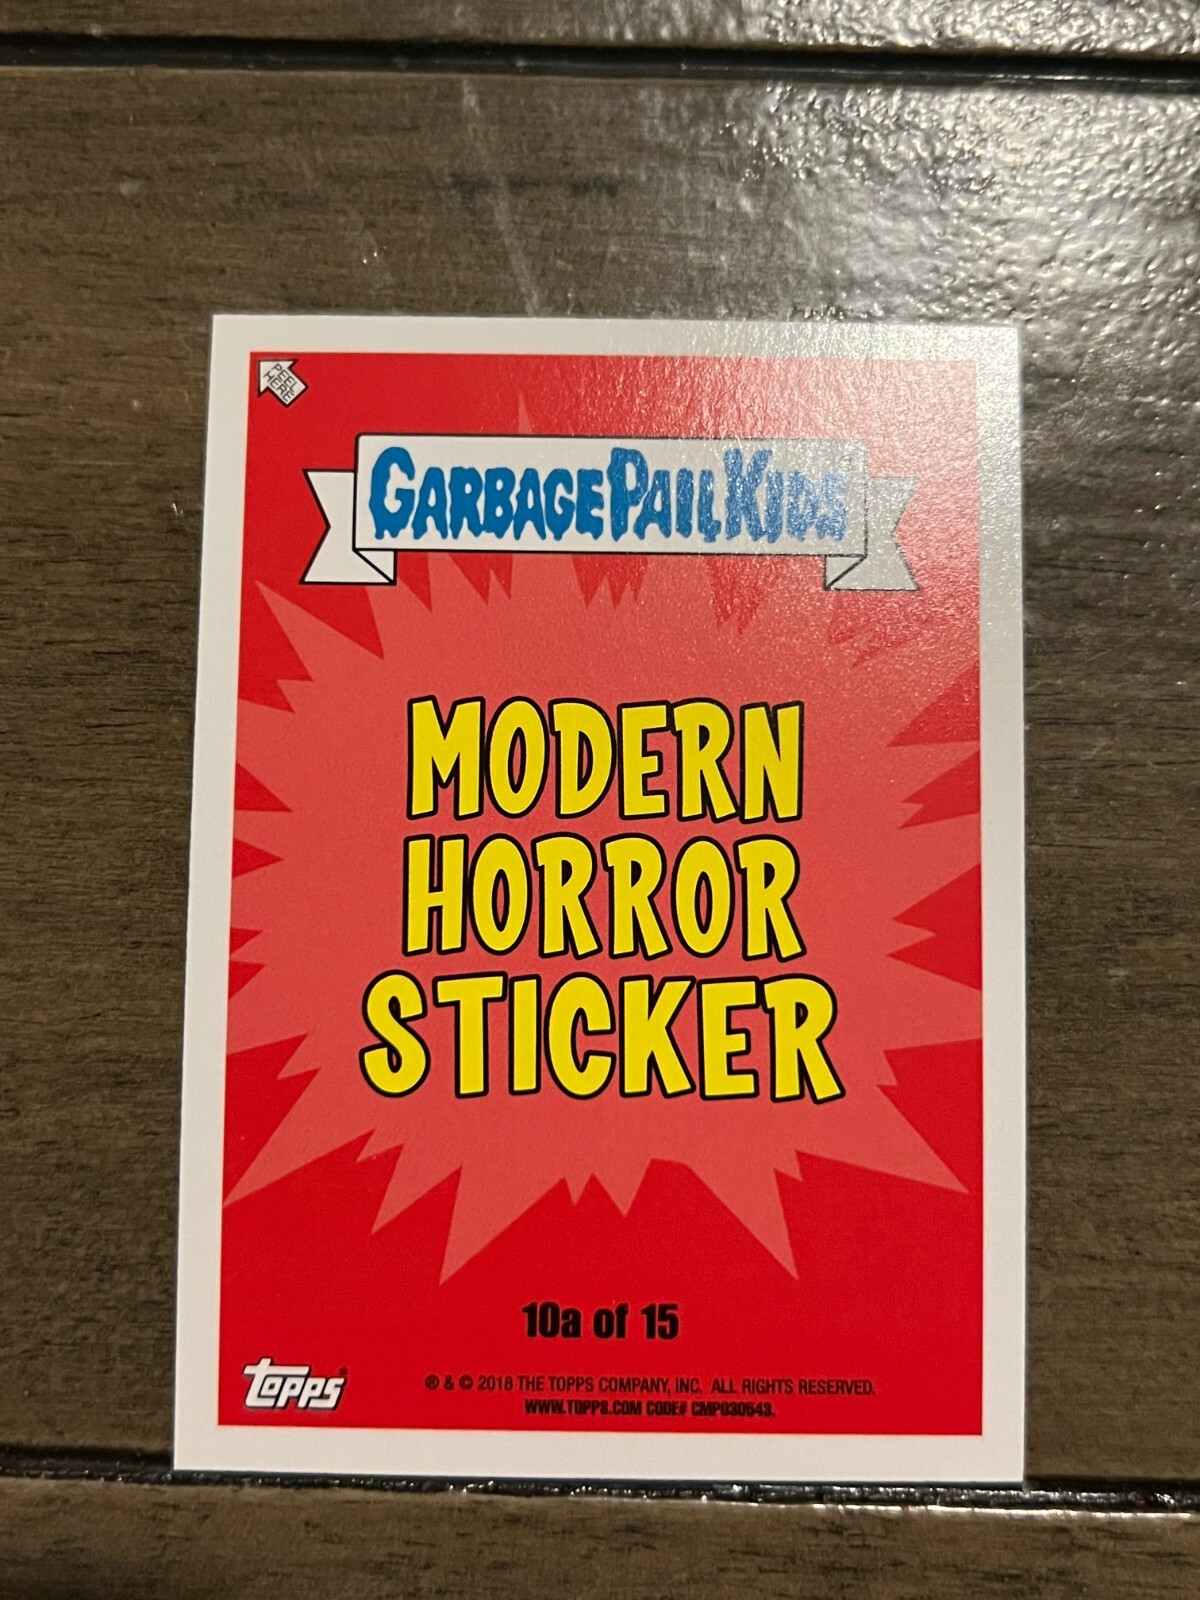 PEEL
HERE
GARBAGE PAIL KIDS
MODERN
HORROR
STICKER
10a of 15
topps®
® & © 2018 THE TOPPS COMPANY, INC. ALL RIGHTS RESERVED.
WWW.TOPPS.COM CODE# CMP030543.